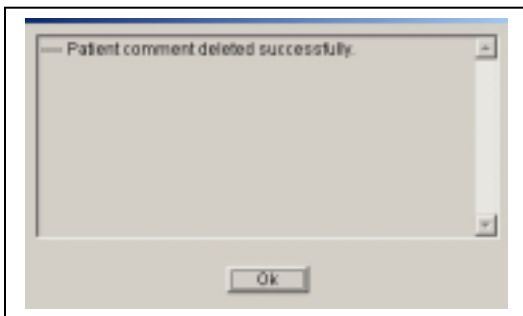 ---- Patient comment deleted successfully.
Ok